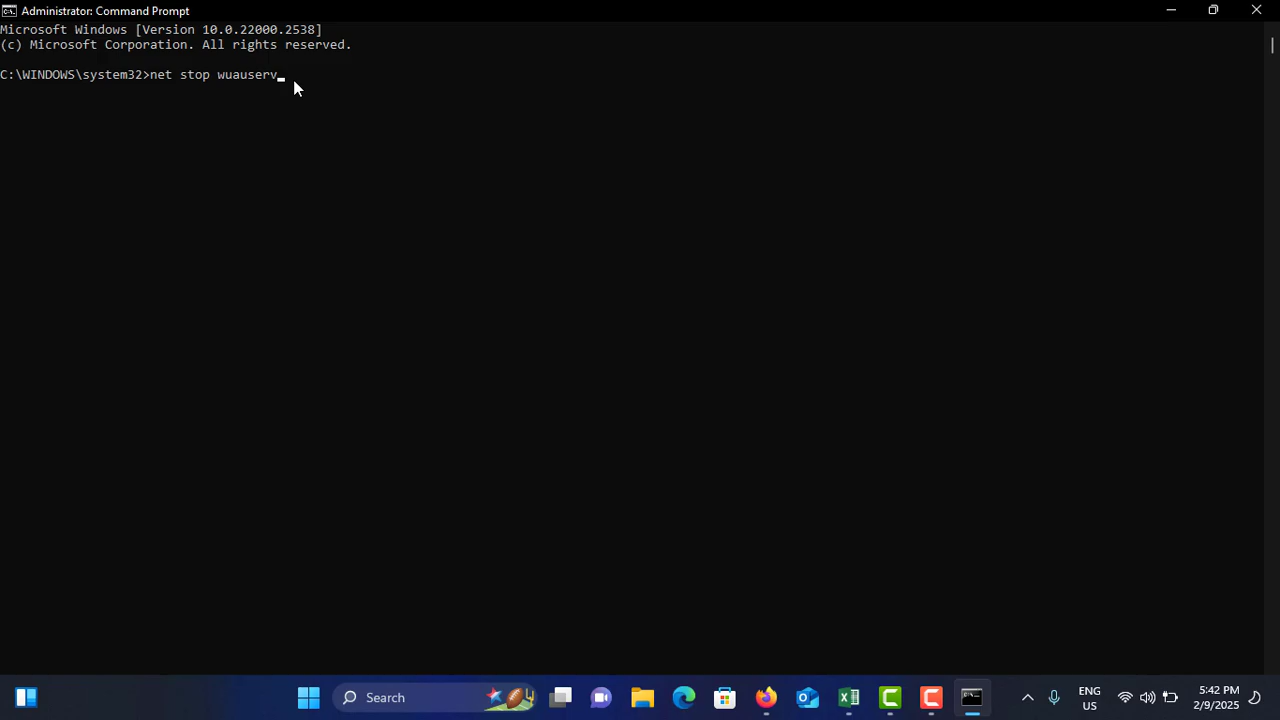 Administrator: Command Prompt
Microsoft Windows [Version 10.0.22000.2538]
(c) Microsoft Corporation. All rights reserved.
C:\WINDOWS\system32>net stop wuauserv
Search
ENG
US
5:42 PM
2/9/2025